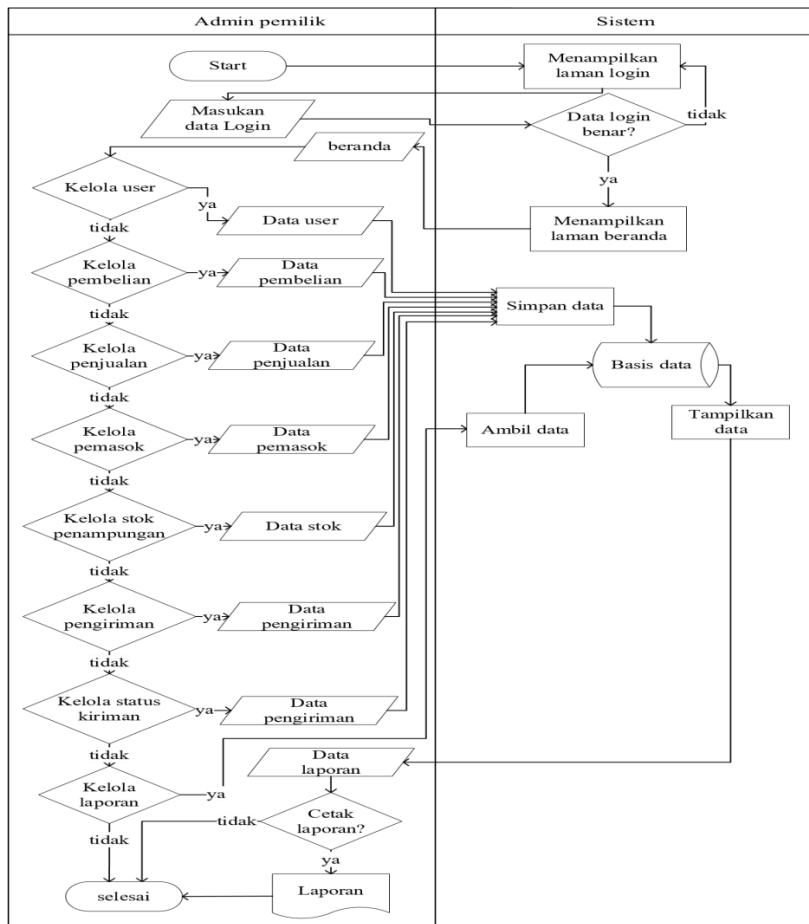 Admin pemilik
Sistem
Start
Menampilkan
laman login
Masukan
data Login
Data login
benar?
tidak
ya
beranda
Menampilkan
laman beranda
Kelola user
ya
Data user
tidak
Kelola
pembelian
ya
Data
pembelian
Simpan data
tidak
Kelola
penjualan
ya
Data
penjualan
Basis data
tidak
Kelola
pemasok
ya
Data
pemasok
Ambil data
Tampilkan
data
tidak
Kelola stok
penampungan
ya
Data stok
tidak
Kelola
pengiriman
ya
Data
pengiriman
tidak
Kelola status
kiriman
ya
Data
pengiriman
tidak
Kelola
laporan
ya
Data
laporan
tidak
Cetak
laporan?
tidak
ya
selesai
Laporan